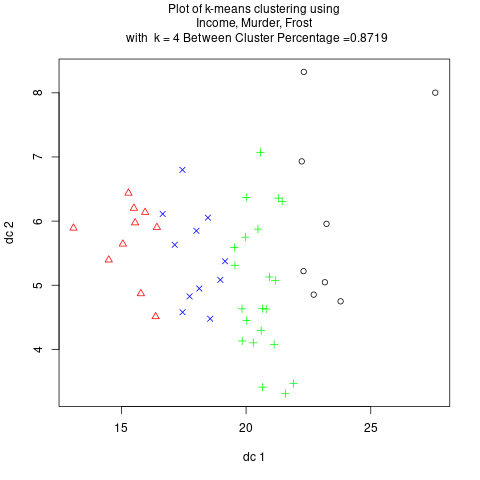 Plot of k-means clustering using
Income, Murder, Frost
with k = 4 Between Cluster Percentage =0.8719
8
7
6
5
4
dc 2
15 20 25
dc 1